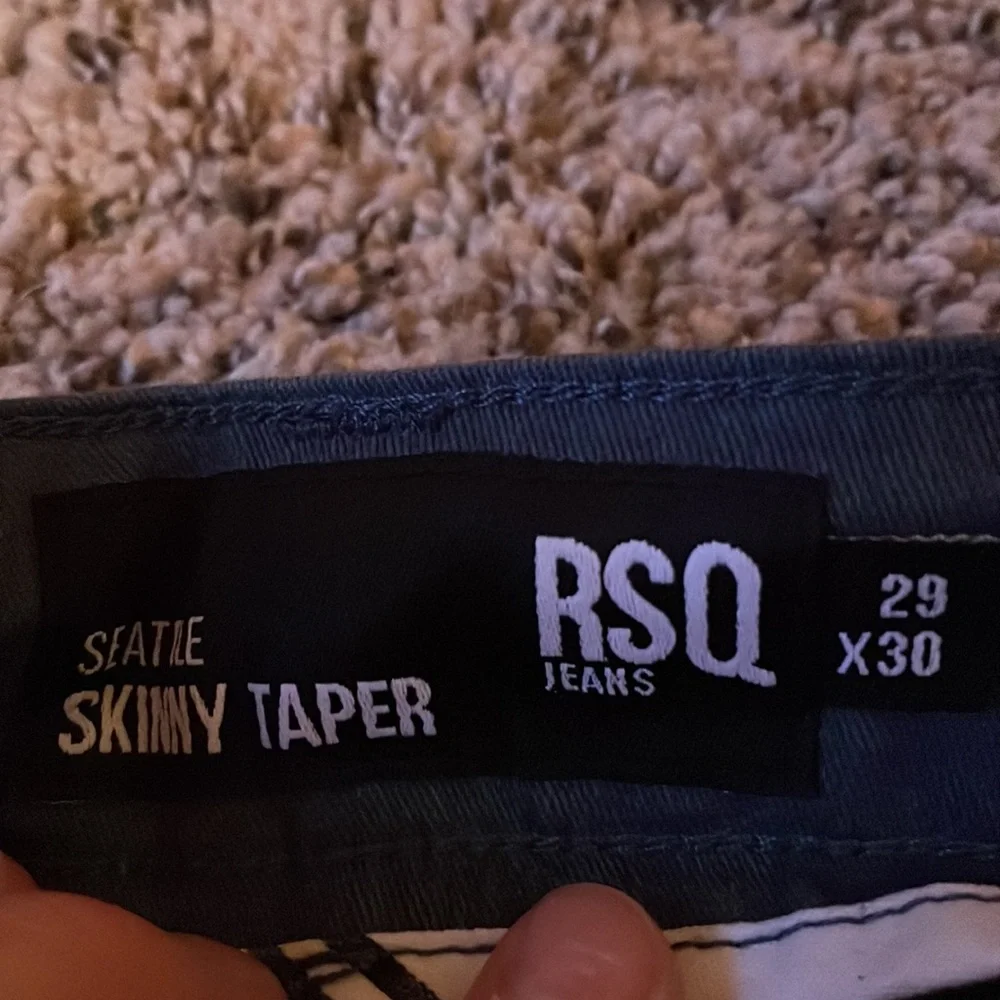 SEATTLE
SKINNY TAPER
RSQ
JEANS
29
X30